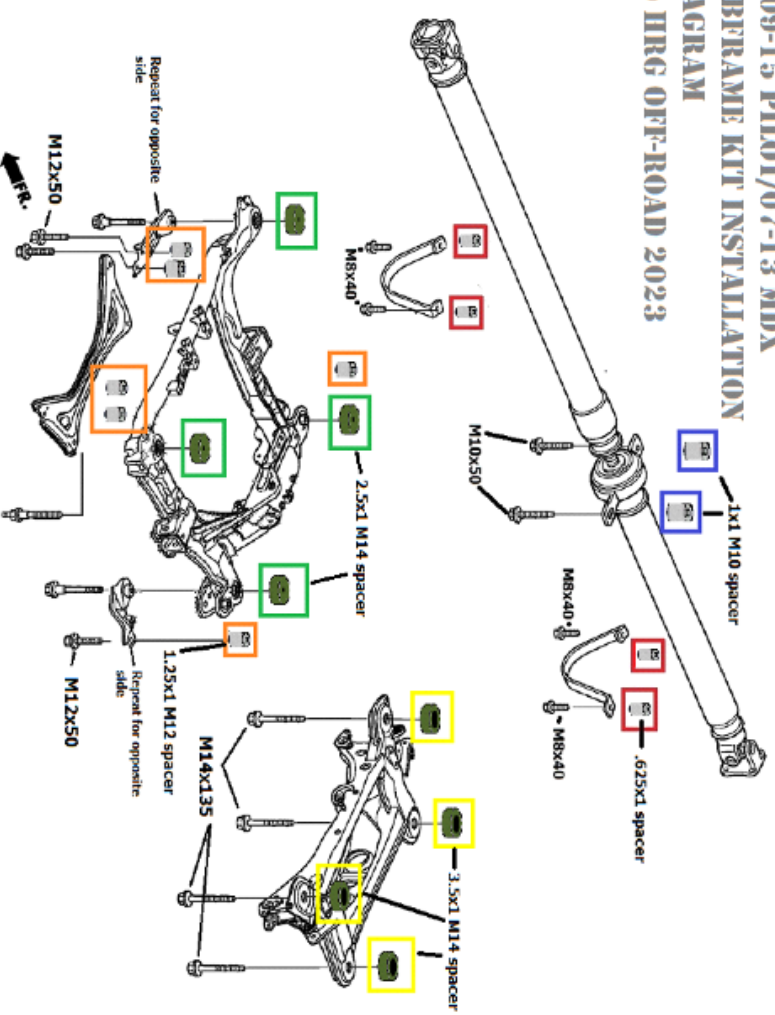 09-15 PILOT/07-13 MDX
BFRAME KIT INSTALLATION
AGRAM
HRG OFF-ROAD 2023
1x1 M10 spacer
.625x1 spacer
M8x40
M8x40
M10x50
3.5x1 M14 spacer
2.5x1 M14 spacer
M8x40
M14x135
1.25x1 M12 spacer
Repeat for opposite
side
Repeat for opposite
side
M12x50
M12x50
FR.